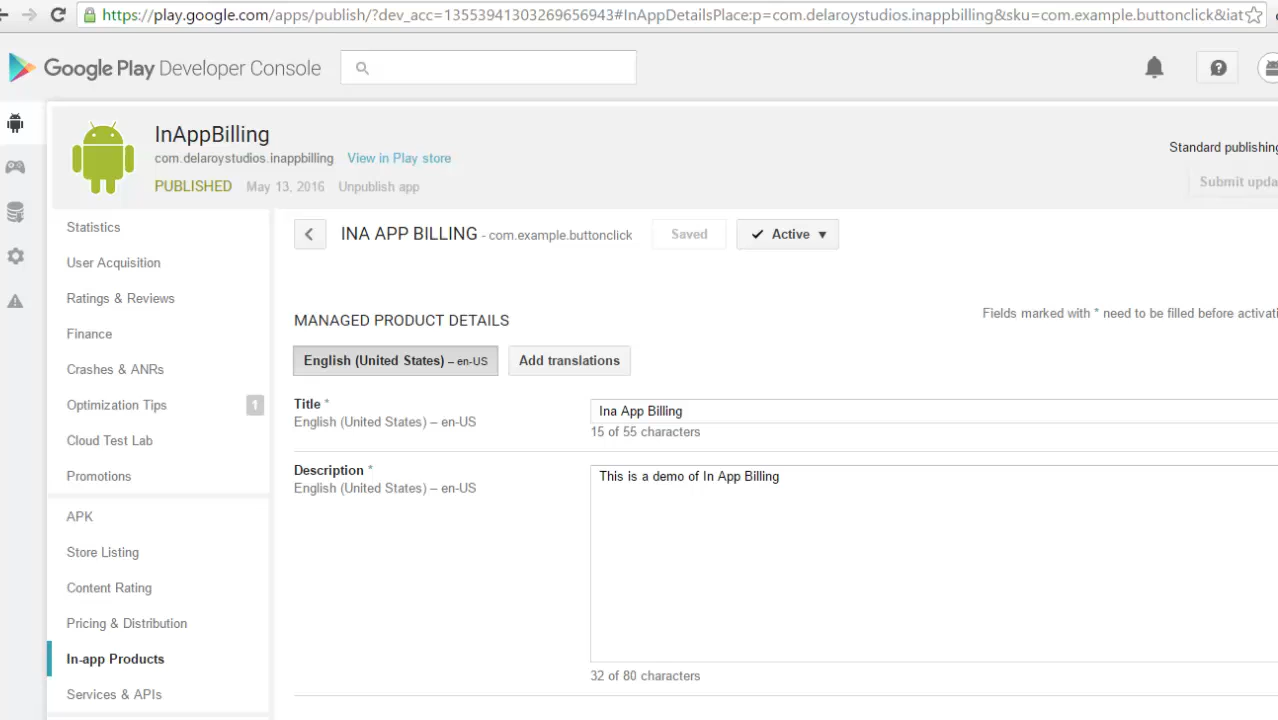 https://play.google.com/apps/publish/?dev_acc=13553941303269656943#InAppDetailsPlace:p=com.delaroystudios.inappbilling&sku=com.example.buttonclick&iat
Google Play Developer Console
InAppBilling
com.delaroystudios.inappbilling View in Play store
Standard publishing
PUBLISHED May 13, 2016 Unpublish app
Submit upda
Statistics
User Acquisition
Ratings & Reviews
Finance
Crashes & ANRs
Optimization Tips 1
Cloud Test Lab
Promotions
APK
Store Listing
Content Rating
Pricing & Distribution
In-app Products
Services & APIs
INA APP BILLING - com.example.buttonclick Saved Active
Fields marked with * need to be filled before activati
MANAGED PRODUCT DETAILS
English (United States) – en-US Add translations
Title * Ina App Billing
English (United States) – en-US
15 of 55 characters
Description * This is a demo of In App Billing
English (United States) – en-US
32 of 80 characters